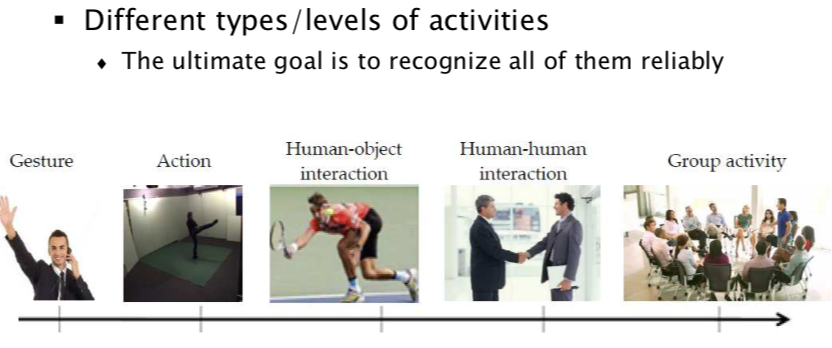 ▪ Different types/levels of activities
⬧ The ultimate goal is to recognize all of them reliably
Gesture
Action
Human-object
interaction
Human-human
interaction
Group activity